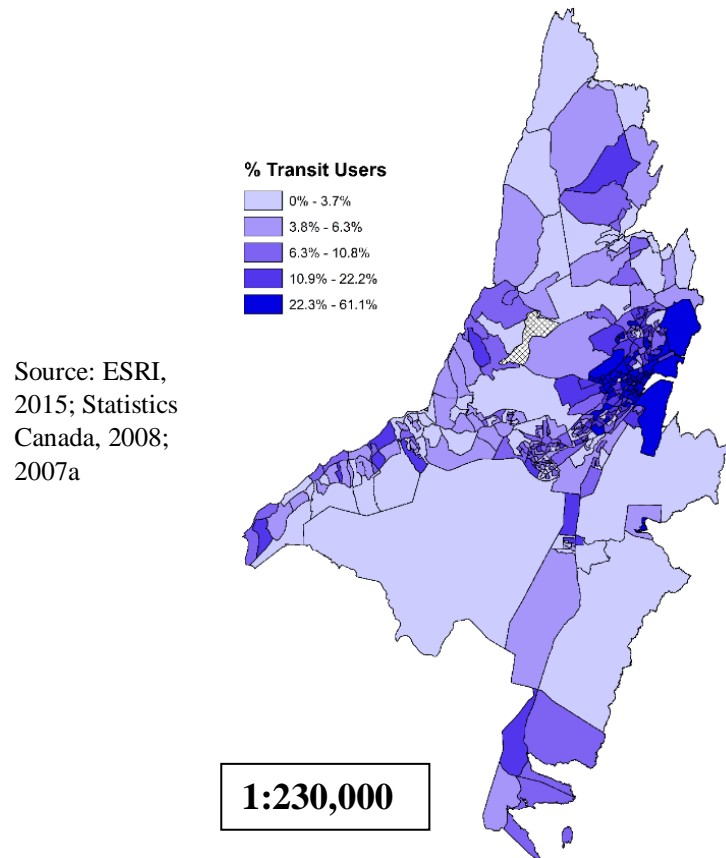 % Transit Users
0% - 3.7%
3.8% - 6.3%
6.3% - 10.8%
10.9% - 22.2%
22.3% - 61.1%
Source: ESRI,
2015; Statistics
Canada, 2008;
2007a
1:230,000